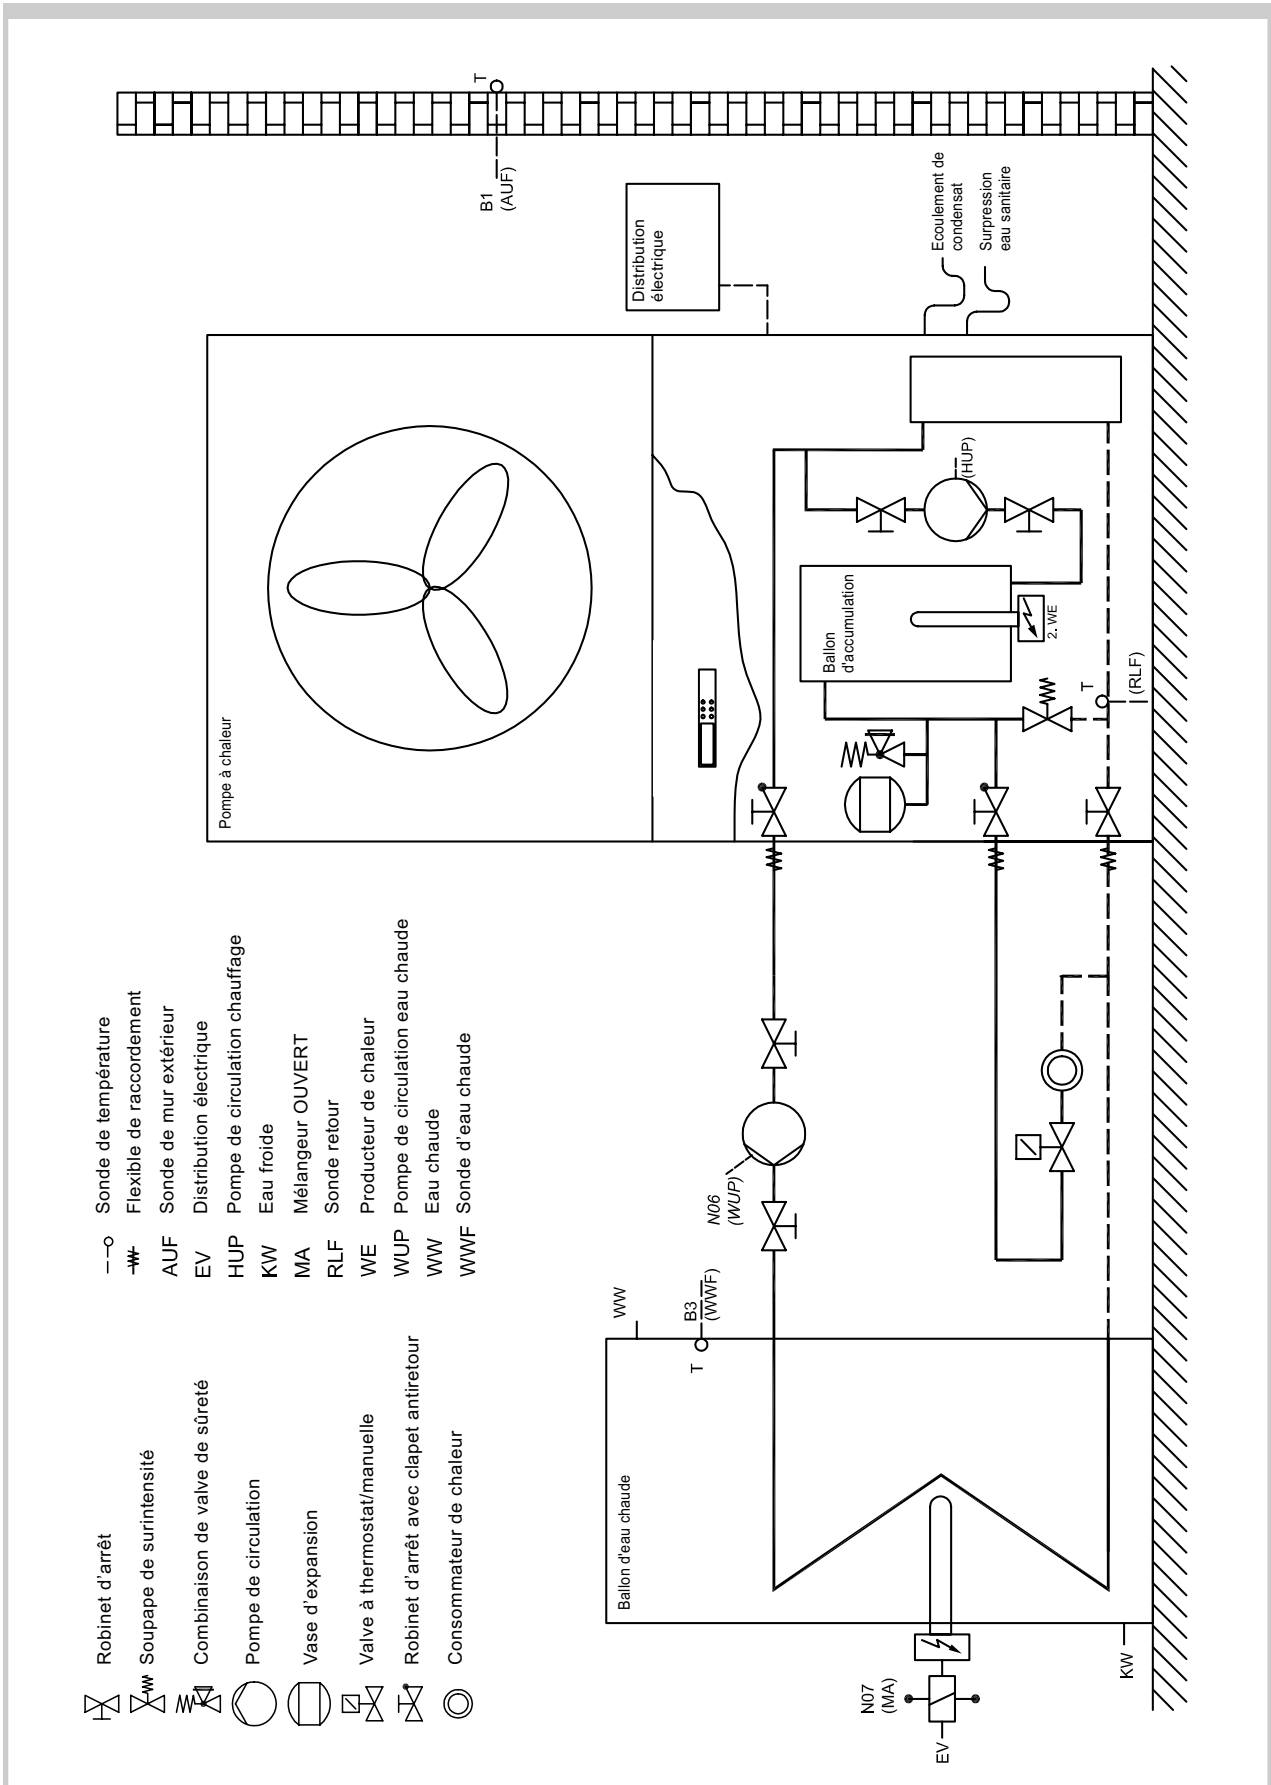 Robinet d'arrêt
Soupape de surintensité
Combinaison de valve de sûreté
Pompe de circulation
Vase d'expansion
Valve à thermostat/manuelle
Robinet d'arrêt avec clapet antiretour
Consommateur de chaleur
Sonde de température
Flexible de raccordement
AUF Sonde de mur extérieur
EV Distribution électrique
HUP Pompe de circulation chauffage
KW Eau froide
MA Mélangeur OUVERT
RLF Sonde retour
WE Producteur de chaleur
WUP Pompe de circulation eau chaude
WW Eau chaude
WWF Sonde d'eau chaude
Pompe à chaleur
B1
(AUF)
T
Distribution
électrique
Ecoulement de
condensat
Surpression
eau sanitaire
(HUP)
Ballon
d'accumulation
2. WE
T
(RLF)
N06
(WUP)
WW
T
B3
(WWF)
Ballon d'eau chaude
N07
(MA)
EV
KW